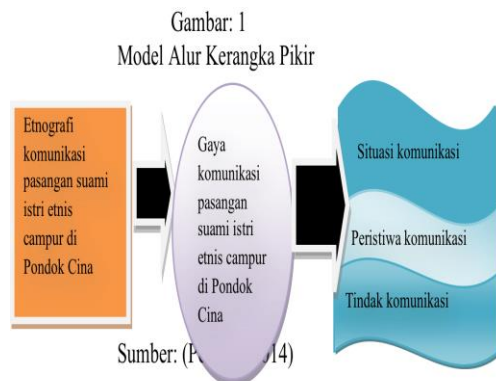 Gambar: 1
Model Alur Kerangka Pikir
Etnografi
komunikasi
pasangan suami
istri etnis
campur di
Pondok Cina
Gaya
komunikasi
pasangan
suami istri
etnis campur
di Pondok
Cina
Situasi komunikasi
Peristiwa komunikasi
Tindak komunikasi
Sumber: